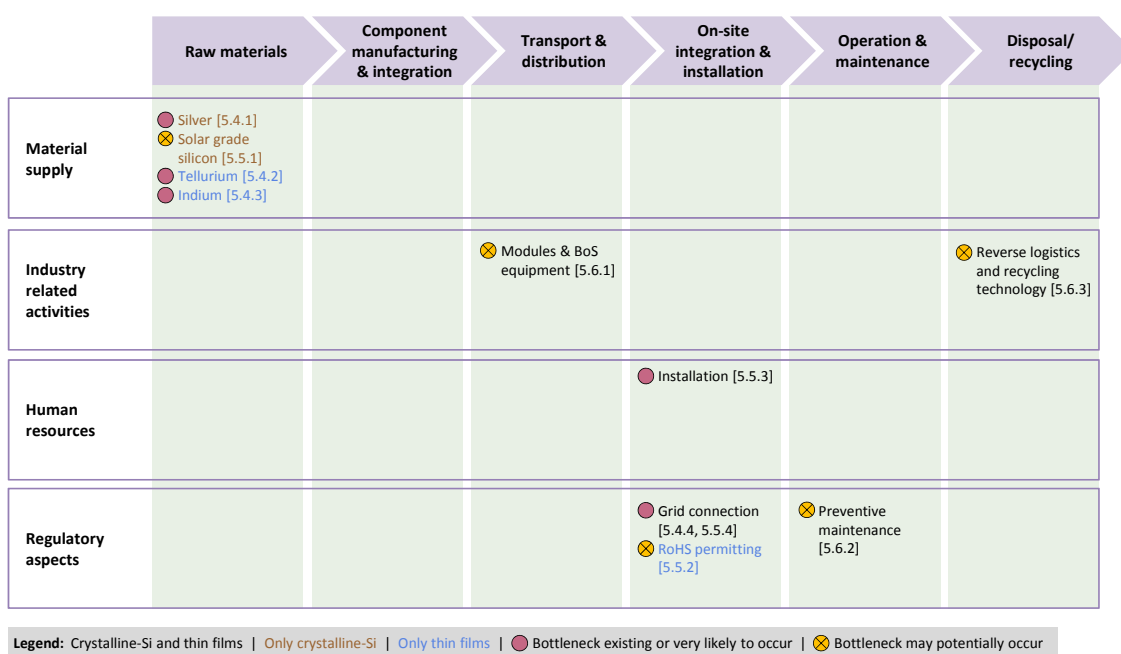 Raw materials
Component
manufacturing
& integration
Transport &
distribution
On-site
integration &
installation
Operation &
maintenance
Disposal/
recycling
Material
supply
Silver [5.4.1]
Solar grade
silicon [5.5.1]
Tellurium [5.4.2]
Indium [5.4.3]
Industry
related
activities
Modules & BoS
equipment [5.6.1]
Reverse logistics
and recycling
technology [5.6.3]
Human
resources
Installation [5.5.3]
Regulatory
aspects
Grid connection
[5.4.4, 5.5.4]
RoHS permitting
[5.5.2]
Preventive
maintenance
[5.6.2]
Legend: Crystalline-Si and thin films | Only crystalline-Si | Only thin films | Bottleneck existing or very likely to occur | Bottleneck may potentially occur